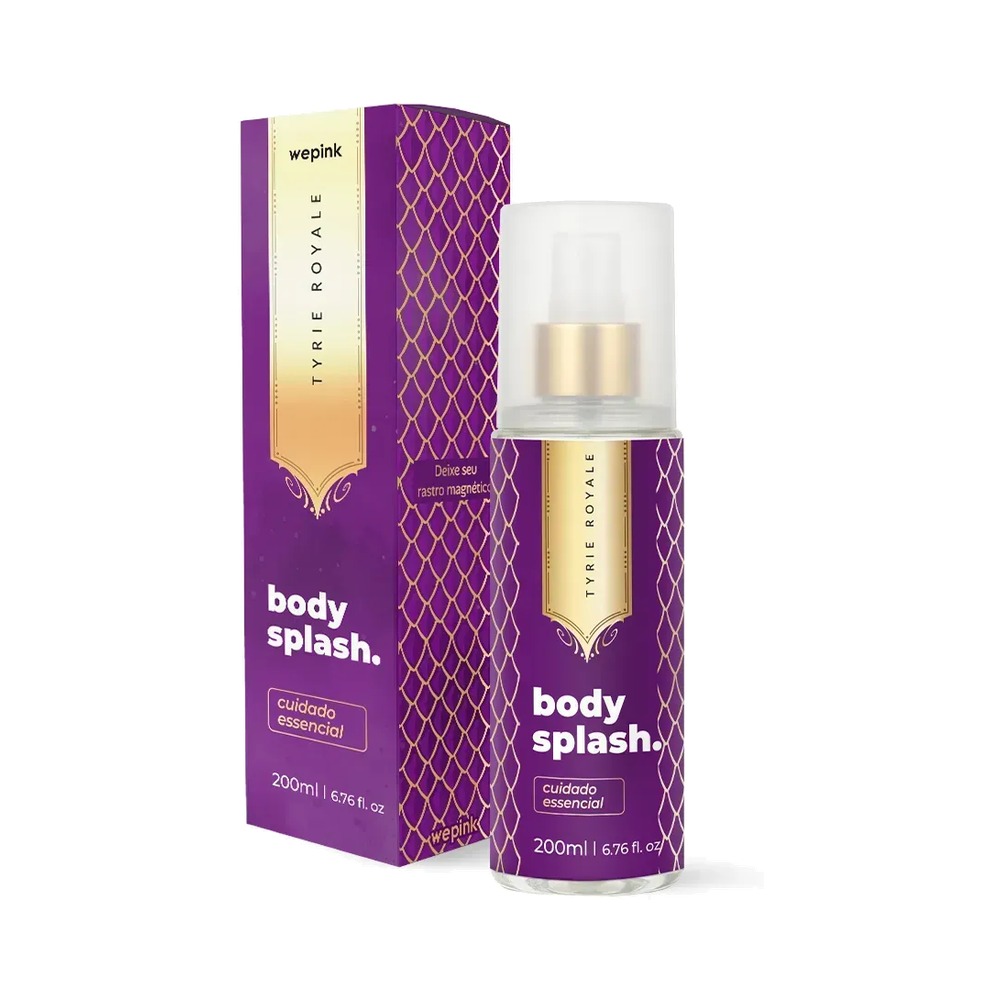 wepink
TYRIE ROYALE
body
splash.
cuidado
essencial
200ml | 6.76 fl. oz
Deixe seu
rastro magnético
wepink
TYRIE ROYALE
body
splash.
cuidado
essencial
200ml | 6.76 fl. oz